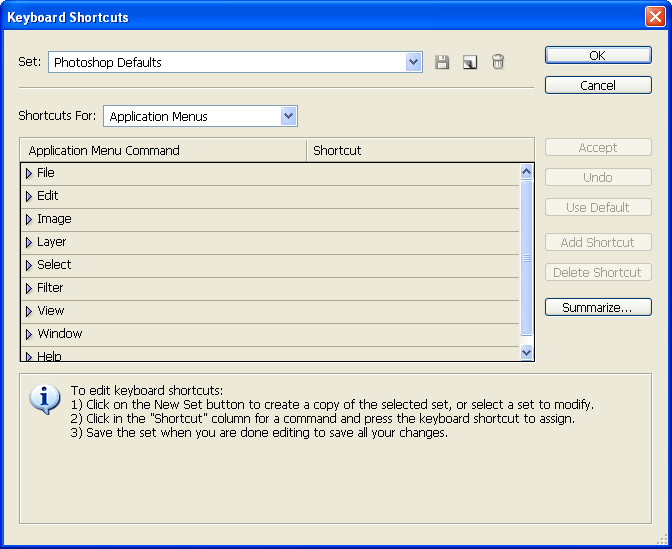 Keyboard Shortcuts
Set: Photoshop Defaults
OK
Cancel
Shortcuts For: Application Menus
Application Menu Command Shortcut
Accept
File
Undo
Edit
Use Default
Image
Layer
Add Shortcut
Select
Delete Shortcut
Filter
View
Summarize...
Window
Help
To edit keyboard shortcuts:
1) Click on the New Set button to create a copy of the selected set, or select a set to modify.
2) Click in the "Shortcut" column for a command and press the keyboard shortcut to assign.
3) Save the set when you are done editing to save all your changes.